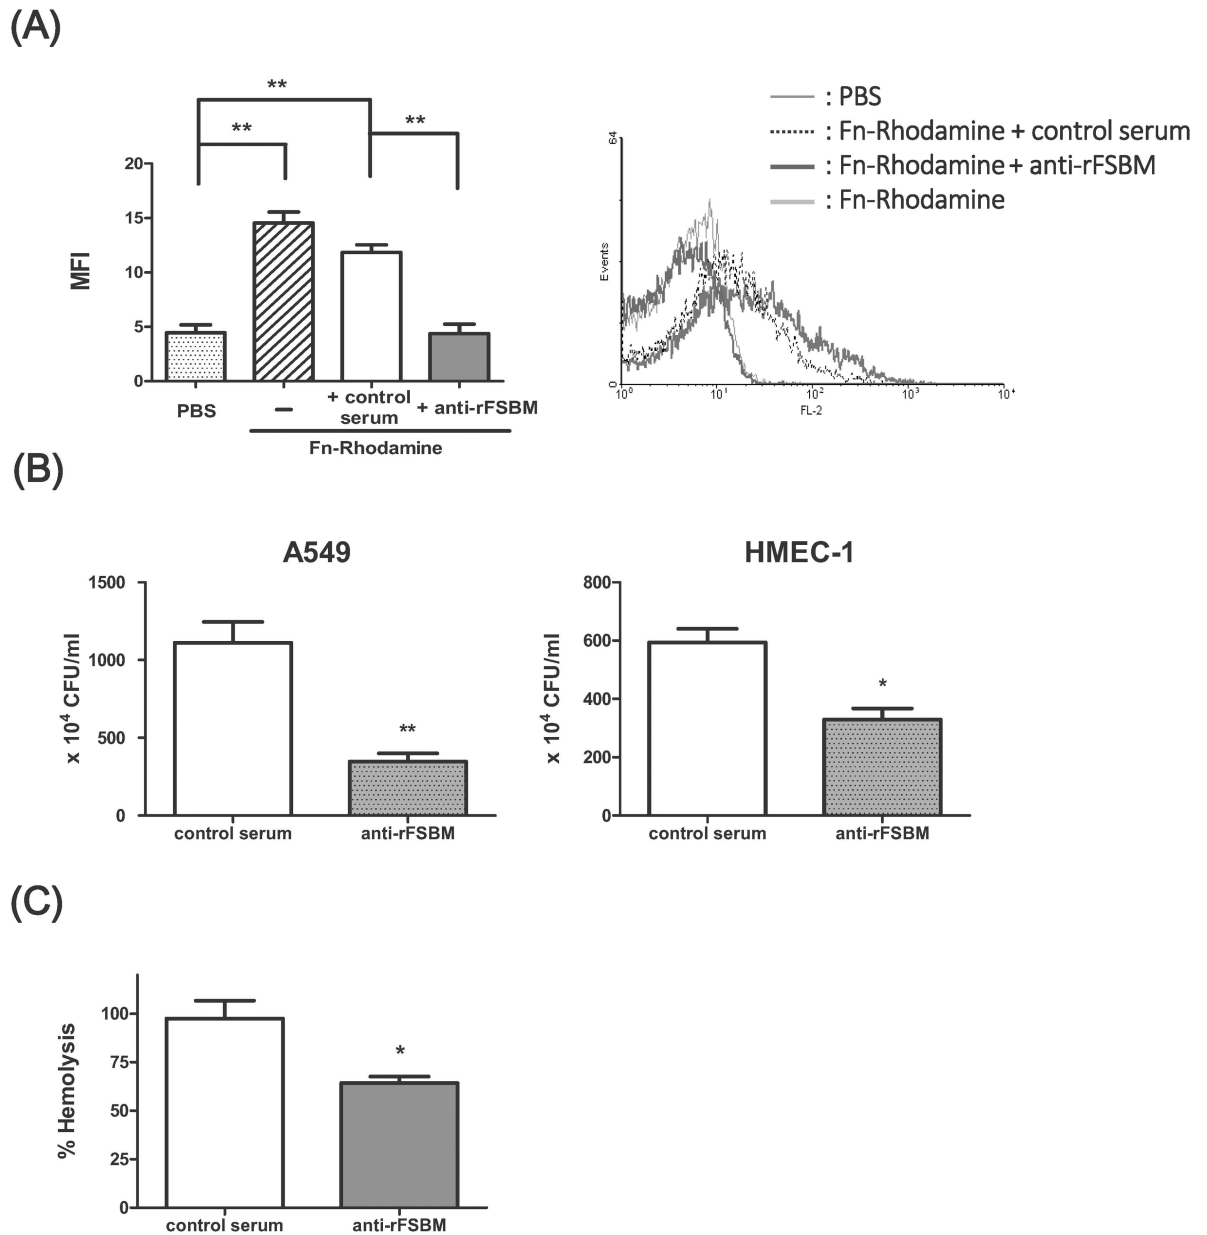 (A)
**
**
**
20
15
10
5
0
MFI
PBS
–
+ control
serum
+ anti-rFSBM
Fn-Rhodamine
: PBS
: Fn-Rhodamine + control serum
: Fn-Rhodamine + anti-rFSBM
: Fn-Rhodamine
64
Events
0
10⁰
10¹
10²
10³
10⁴
FL-2
(B)
A549
1500
1000
500
0
x 10⁴ CFU/ml
**
control serum
anti-rFSBM
HMEC-1
800
600
400
200
0
x 10⁴ CFU/ml
*
control serum
anti-rFSBM
(C)
100
75
50
25
0
% Hemolysis
*
control serum
anti-rFSBM